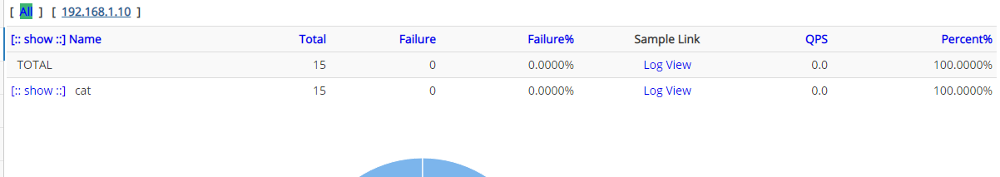 [ All ] [ 192.168.1.10 ]
[:: show ::] Name Total Failure Failure% Sample Link QPS Percent%
TOTAL 15 0 0.0000% Log View 0.0 100.0000%
[:: show ::] cat 15 0 0.0000% Log View 0.0 100.0000%